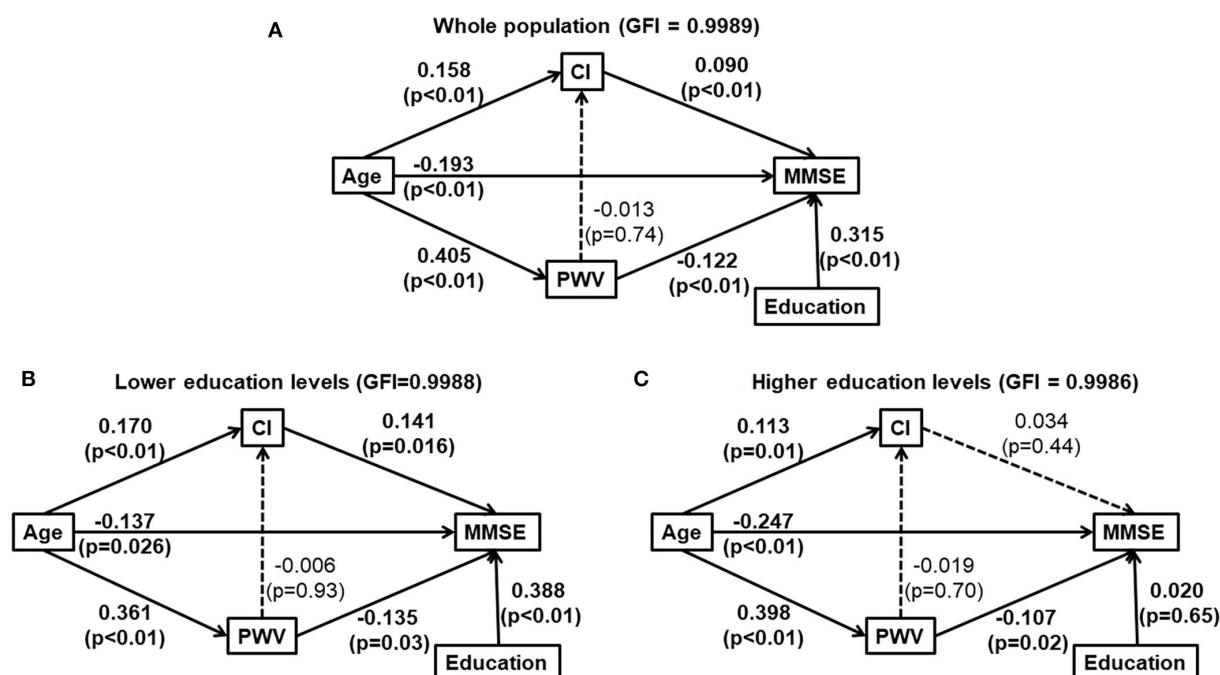 A
Whole population (GFI = 0.9989)
0.158
(p<0.01)
CI
0.090
(p<0.01)
Age
-0.193
(p<0.01)
MMSE
-0.013
(p=0.74)
0.405
(p<0.01)
PWV
-0.122
(p<0.01)
0.315
(p<0.01)
Education
B
Lower education levels (GFI=0.9988)
0.170
(p<0.01)
CI
0.141
(p=0.016)
Age
-0.137
(p=0.026)
MMSE
-0.006
(p=0.93)
0.361
(p<0.01)
PWV
-0.135
(p=0.03)
0.388
(p<0.01)
Education
C
Higher education levels (GFI = 0.9986)
0.113
(p=0.01)
CI
0.034
(p=0.44)
Age
-0.247
(p<0.01)
MMSE
-0.019
(p=0.70)
0.398
(p<0.01)
PWV
-0.107
(p=0.02)
0.020
(p=0.65)
Education